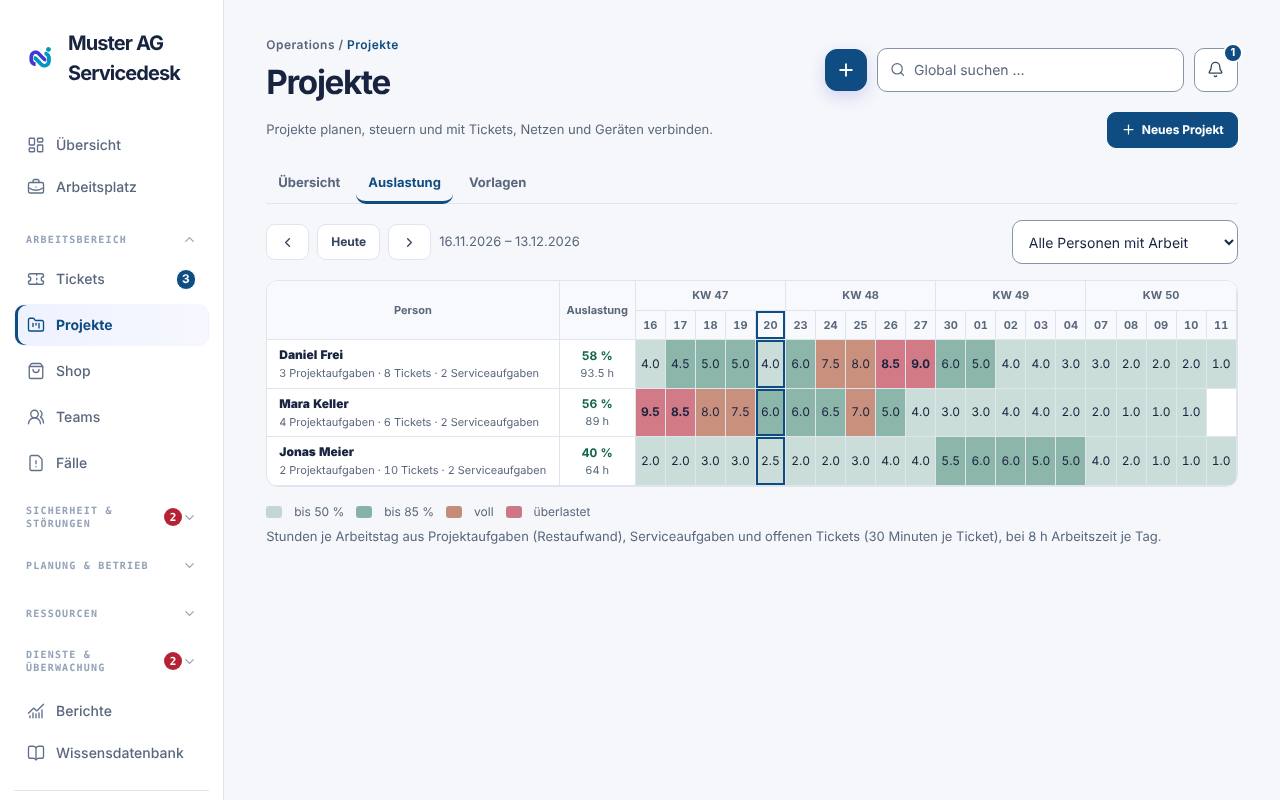 Muster AG
Servicedesk
Übersicht
Arbeitsplatz
ARBEITSBEREICH
Tickets 3
Projekte
Shop
Teams
Fälle
SICHERHEIT &
STÖRUNGEN 2
PLANUNG & BETRIEB
RESSOURCEN
DIENSTE &
ÜBERWACHUNG 2
Berichte
Wissensdatenbank
Operations / Projekte
Projekte
Global suchen ...
1
Projekte planen, steuern und mit Tickets, Netzen und Geräten verbinden.
Neues Projekt
Übersicht Auslastung Vorlagen
Heute 16.11.2026 – 13.12.2026
Alle Personen mit Arbeit
Person Auslastung KW 47 KW 48 KW 49 KW 50
16 17 18 19 20 23 24 25 26 27 30 01 02 03 04 07 08 09 10 11
Daniel Frei 58 %
3 Projektaufgaben · 8 Tickets · 2 Serviceaufgaben 93.5 h
4.0 4.5 5.0 5.0 4.0 6.0 7.5 8.0 8.5 9.0 6.0 5.0 4.0 4.0 3.0 3.0 2.0 2.0 2.0 1.0
Mara Keller 56 %
4 Projektaufgaben · 6 Tickets · 2 Serviceaufgaben 89 h
9.5 8.5 8.0 7.5 6.0 6.0 6.5 7.0 5.0 4.0 3.0 3.0 4.0 4.0 2.0 2.0 1.0 1.0 1.0
Jonas Meier 40 %
2 Projektaufgaben · 10 Tickets · 2 Serviceaufgaben 64 h
2.0 2.0 3.0 3.0 2.5 2.0 2.0 3.0 4.0 4.0 5.5 6.0 6.0 5.0 5.0 4.0 2.0 1.0 1.0 1.0
bis 50 % bis 85 % voll überlastet
Stunden je Arbeitstag aus Projektaufgaben (Restaufwand), Serviceaufgaben und offenen Tickets (30 Minuten je Ticket), bei 8 h Arbeitszeit je Tag.